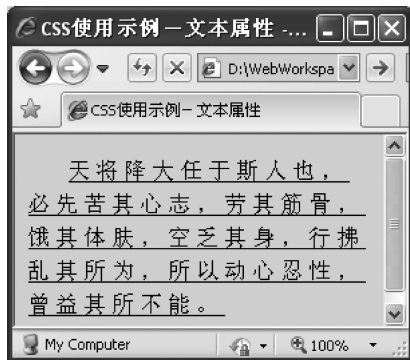 CSS使用示例－文本属性 -...
D:\WebWorkspa
CSS使用示例－文本属性
天将降大任于斯人也，
必先苦其心志，劳其筋骨，
饿其体肤，空乏其身，行拂
乱其所为，所以动心忍性，
曾益其所不能。
My Computer
100%